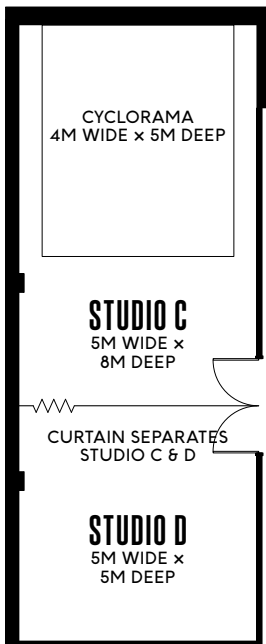 CYCLORAMA
4M WIDE × 5M DEEP
STUDIO C
5M WIDE ×
8M DEEP
CURTAIN SEPARATES
STUDIO C & D
STUDIO D
5M WIDE ×
5M DEEP